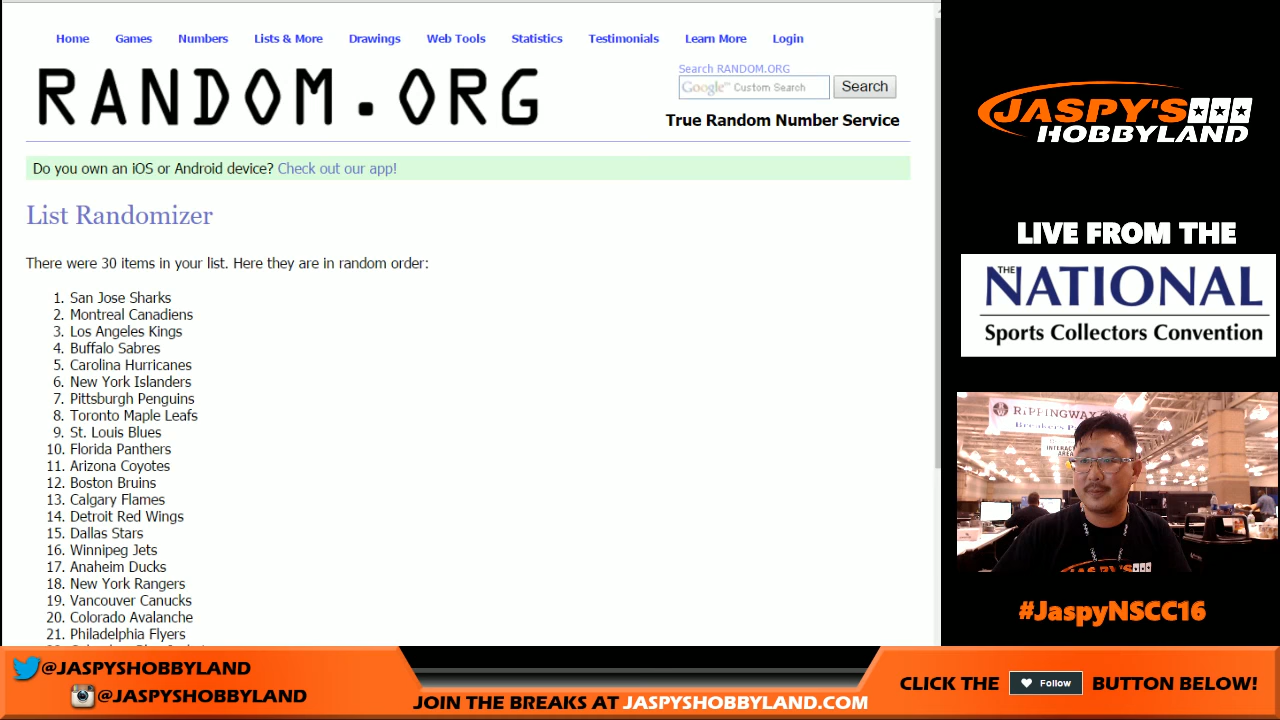 Home Games Numbers Lists & More Drawings Web Tools Statistics Testimonials Learn More Login
RANDOM.ORG
Search RANDOM.ORG
Google™ Custom Search Search
True Random Number Service
Do you own an iOS or Android device? Check out our app!
List Randomizer
There were 30 items in your list. Here they are in random order:
1. San Jose Sharks
2. Montreal Canadiens
3. Los Angeles Kings
4. Buffalo Sabres
5. Carolina Hurricanes
6. New York Islanders
7. Pittsburgh Penguins
8. Toronto Maple Leafs
9. St. Louis Blues
10. Florida Panthers
11. Arizona Coyotes
12. Boston Bruins
13. Calgary Flames
14. Detroit Red Wings
15. Dallas Stars
16. Winnipeg Jets
17. Anaheim Ducks
18. New York Rangers
19. Vancouver Canucks
20. Colorado Avalanche
21. Philadelphia Flyers
JASPY'S
HOBBYLAND
LIVE FROM THE
THE NATIONAL
Sports Collectors Convention
RIPPINGWAX.COM
Breakers
INTERAC
AREA
JASPY'S
#JaspyNSCC16
@JASPYSHOBBYLAND
@JASPYSHOBBYLAND
JOIN THE BREAKS AT JASPYSHOBBYLAND.COM
CLICK THE Follow BUTTON BELOW!